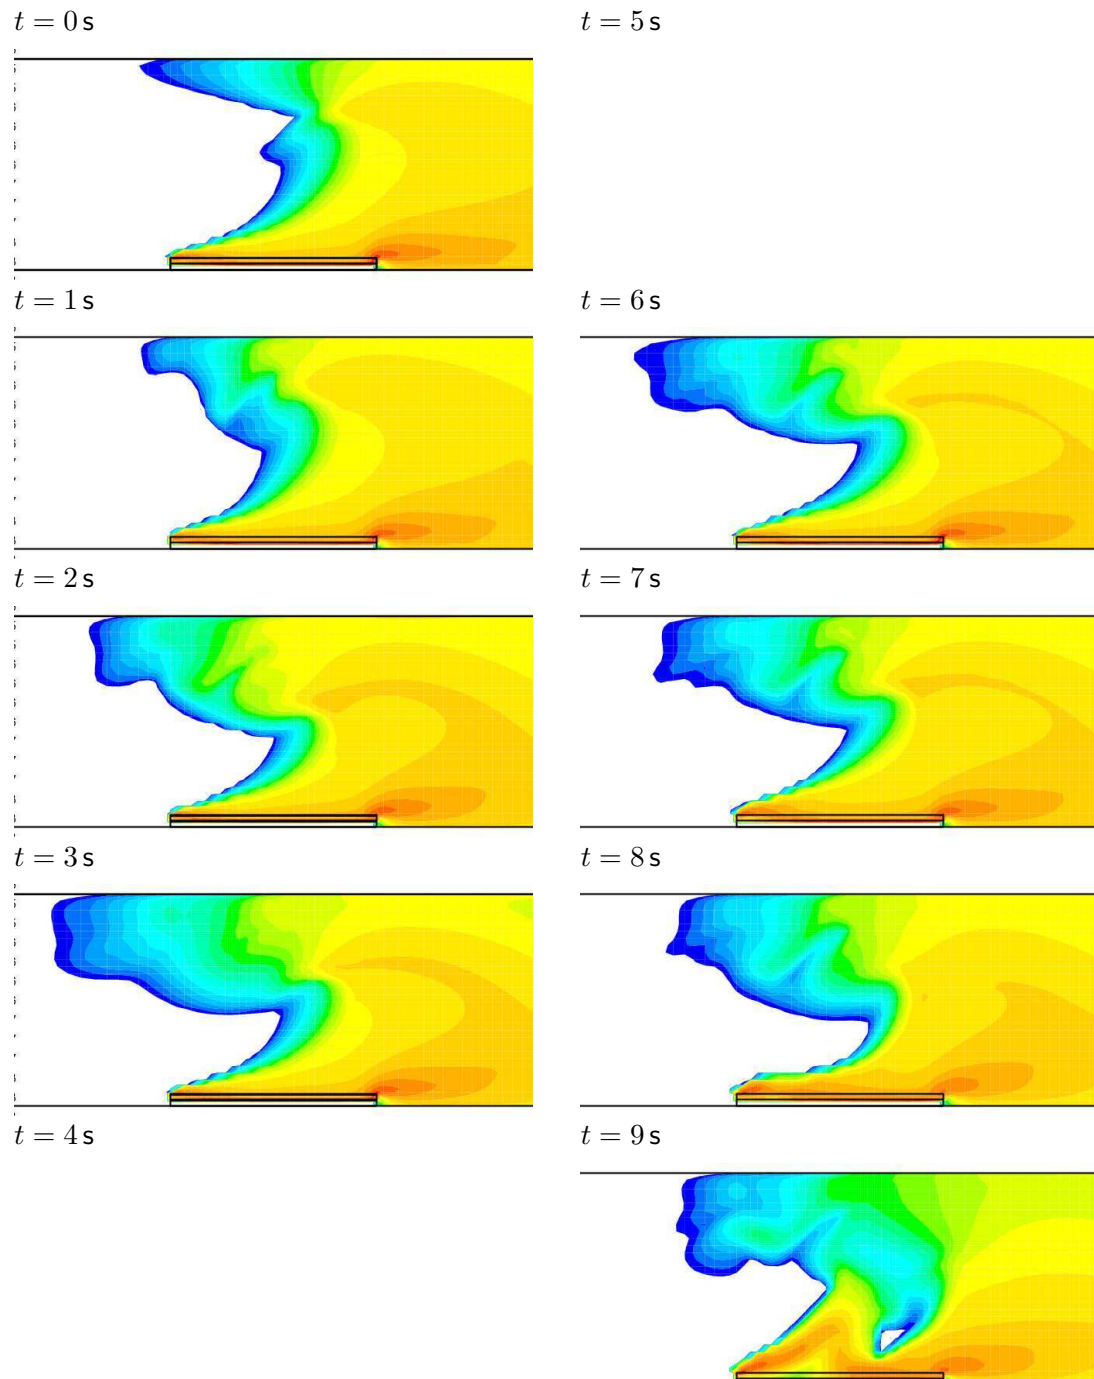 t = 0 s
t = 5 s
t = 1 s
t = 6 s
t = 2 s
t = 7 s
t = 3 s
t = 8 s
t = 4 s
t = 9 s